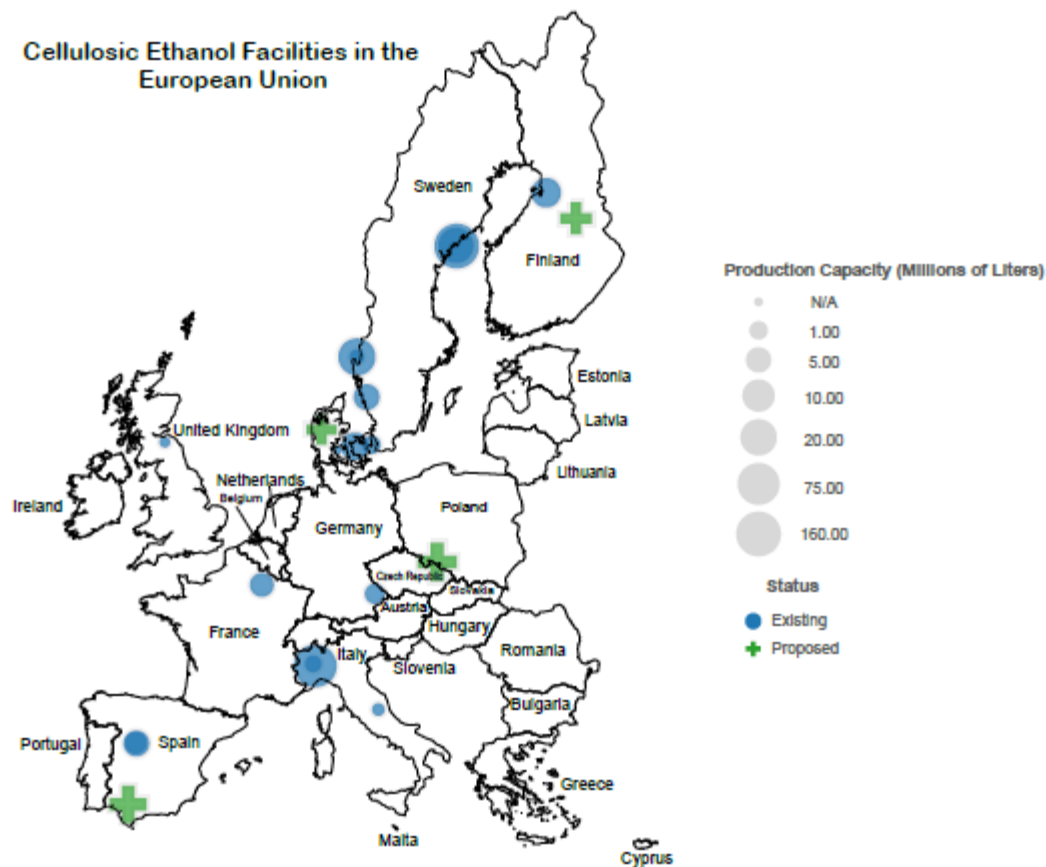 Cellulosic Ethanol Facilities in the
European Union
Sweden
Finland
Production Capacity (Millions of Liters)
N/A
1.00
5.00
10.00
20.00
75.00
160.00
Status
Existing
Proposed
Estonia
Latvia
Lithuania
United Kingdom
Ireland
Netherlands
Belgium
Germany
Poland
Czech Republic
Slovakia
Austria
Hungary
France
Italy
Slovenia
Romania
Bulgaria
Portugal
Spain
Greece
Malta
Cyprus